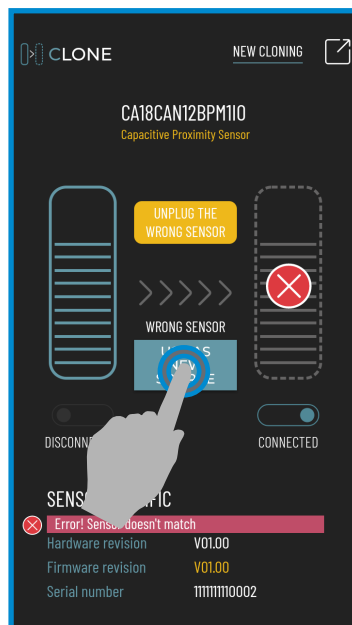 CLONE
NEW CLONING
CA18CAN12BPM1IO
Capacitive Proximity Sensor
UNPLUG THE
WRONG SENSOR
WRONG SENSOR
CONNECTED
Error! Sensor doesn't match
Hardware revision V01.00
Firmware revision V01.00
Serial number 1111111110002